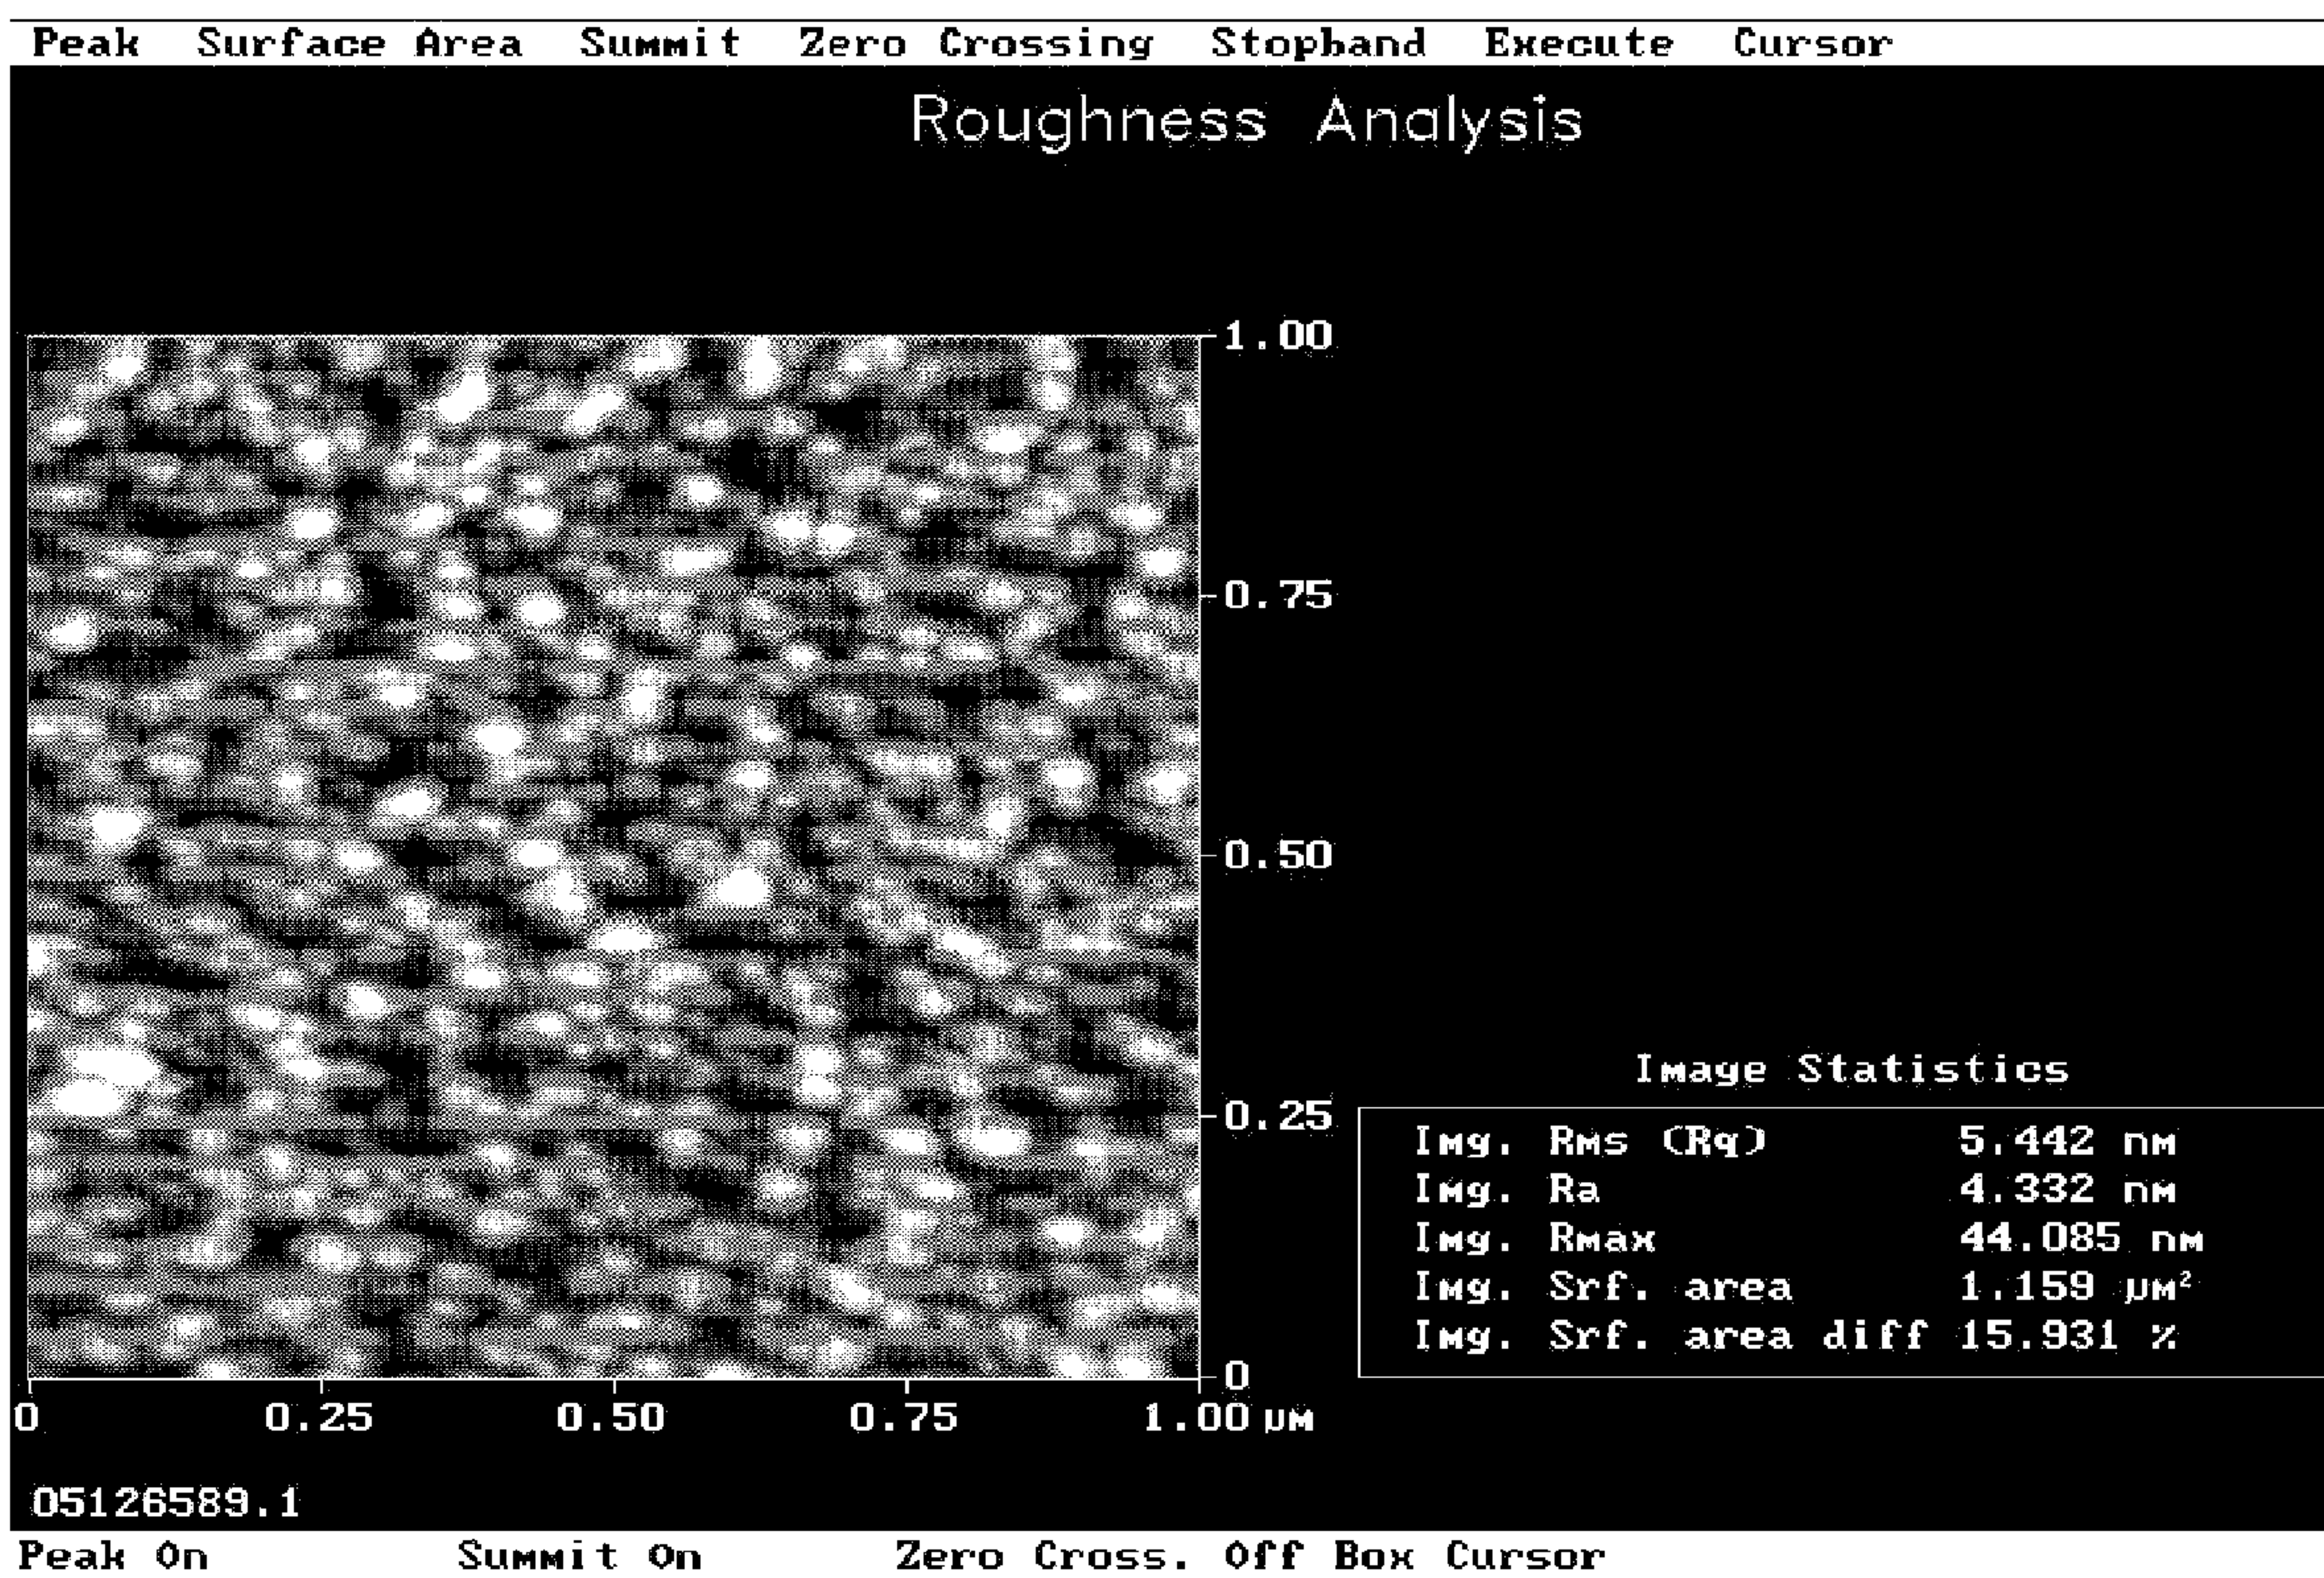 Peak Surface Area Summit Zero Crossing Stopband Execute Cursor
Roughness Analysis
1.00
0.75
0.50
0.25
0
0 0.25 0.50 0.75 1.00 µm
Image Statistics
Img. Rms (Rq) 5.442 nm
Img. Ra 4.332 nm
Img. Rmax 44.085 nm
Img. Srf. area 1.159 µm²
Img. Srf. area diff 15.931 %
05126589.1
Peak On Summit On Zero Cross. Off Box Cursor